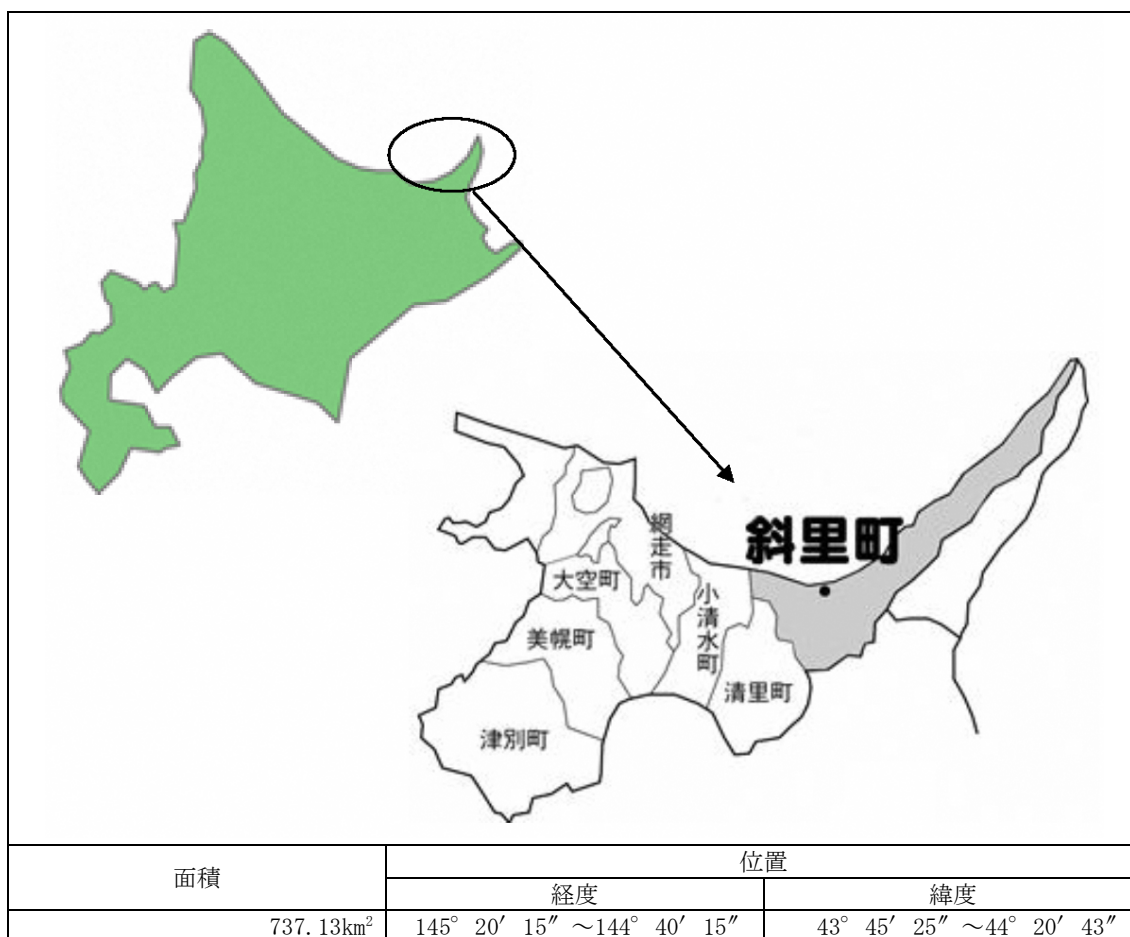 斜里町
網走市
大空町
小清水町
美幌町
清里町
津別町
面積
位置
経度
緯度
737.13km²
145° 20′ 15″ ～144° 40′ 15″
43° 45′ 25″ ～44° 20′ 43″